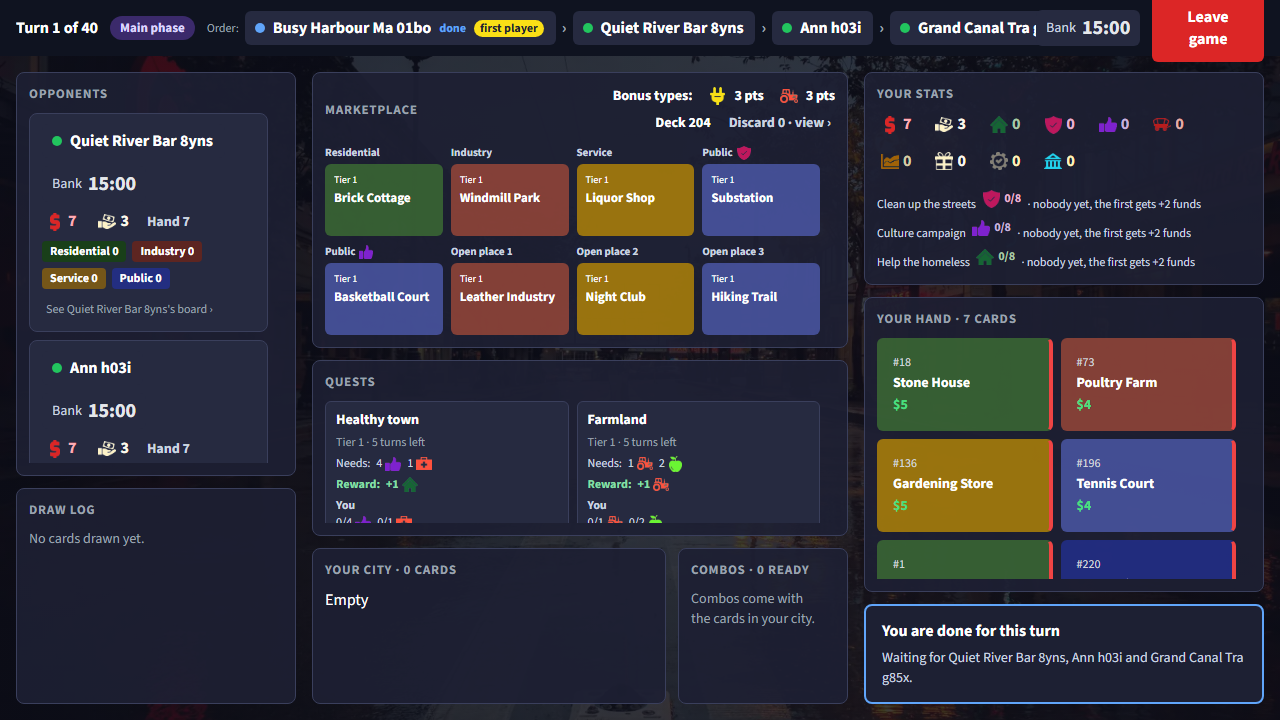 Turn 1 of 40
Main phase
Order:
Busy Harbour Ma 01bo done first player
›
Quiet River Bar 8yns
›
Ann h03i
›
Grand Canal Tra
Bank 15:00
Leave game
OPPONENTS
Quiet River Bar 8yns
Bank 15:00
7 3 Hand 7
Residential 0 Industry 0
Service 0 Public 0
See Quiet River Bar 8yns's board ›
Ann h03i
Bank 15:00
7 3 Hand 7
DRAW LOG
No cards drawn yet.
MARKETPLACE
Bonus types: 3 pts 3 pts
Deck 204 Discard 0 · view ›
Residential Industry Service Public
Tier 1 Tier 1 Tier 1 Tier 1
Brick Cottage Windmill Park Liquor Shop Substation
Public Open place 1 Open place 2 Open place 3
Tier 1 Tier 1 Tier 1 Tier 1
Basketball Court Leather Industry Night Club Hiking Trail
QUESTS
Healthy town
Tier 1 · 5 turns left
Needs: 4 1
Reward: +1
You
0/4 0/1
Farmland
Tier 1 · 5 turns left
Needs: 1 2
Reward: +1
You
0/1 0/2
YOUR CITY · 0 CARDS
Empty
COMBOS · 0 READY
Combos come with
the cards in your city.
YOUR STATS
7 3 0 0 0 0
0 0 0 0
Clean up the streets 0/8 · nobody yet, the first gets +2 funds
Culture campaign 0/8 · nobody yet, the first gets +2 funds
Help the homeless 0/8 · nobody yet, the first gets +2 funds
YOUR HAND · 7 CARDS
#18 #73
Stone House Poultry Farm
$5 $4
#136 #196
Gardening Store Tennis Court
$5 $4
#1 #220
You are done for this turn
Waiting for Quiet River Bar 8yns, Ann h03i and Grand Canal Tra
g85x.